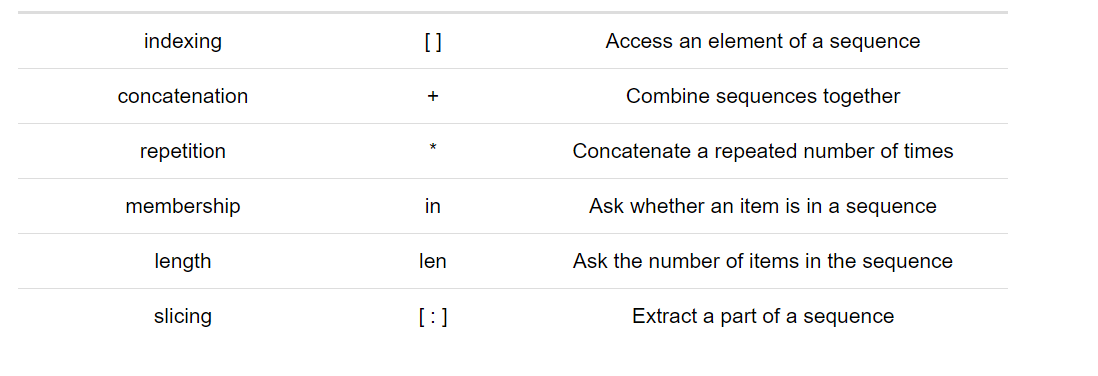 indexing [ ] Access an element of a sequence
concatenation + Combine sequences together
repetition * Concatenate a repeated number of times
membership in Ask whether an item is in a sequence
length len Ask the number of items in the sequence
slicing [ : ] Extract a part of a sequence